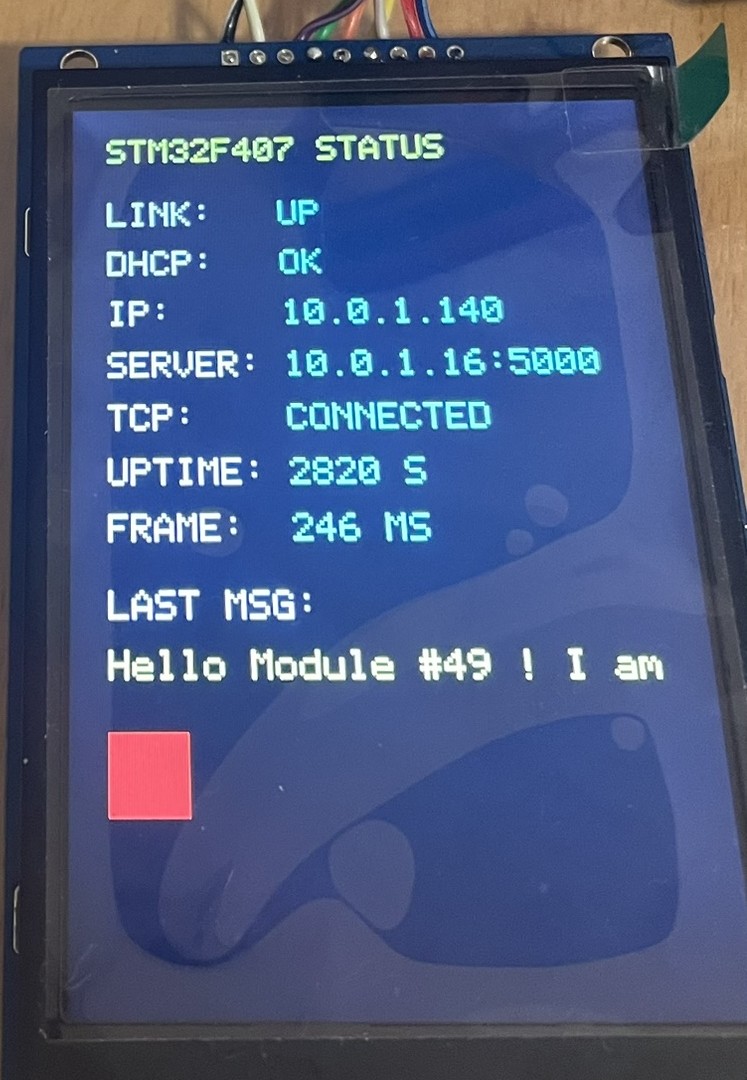 STM32F407 STATUS
LINK: UP
DHCP: OK
IP: 10.0.1.140
SERVER: 10.0.1.16:5000
TCP: CONNECTED
UPTIME: 2820 S
FRAME: 246 MS
LAST MSG:
Hello Module #49 ! I am